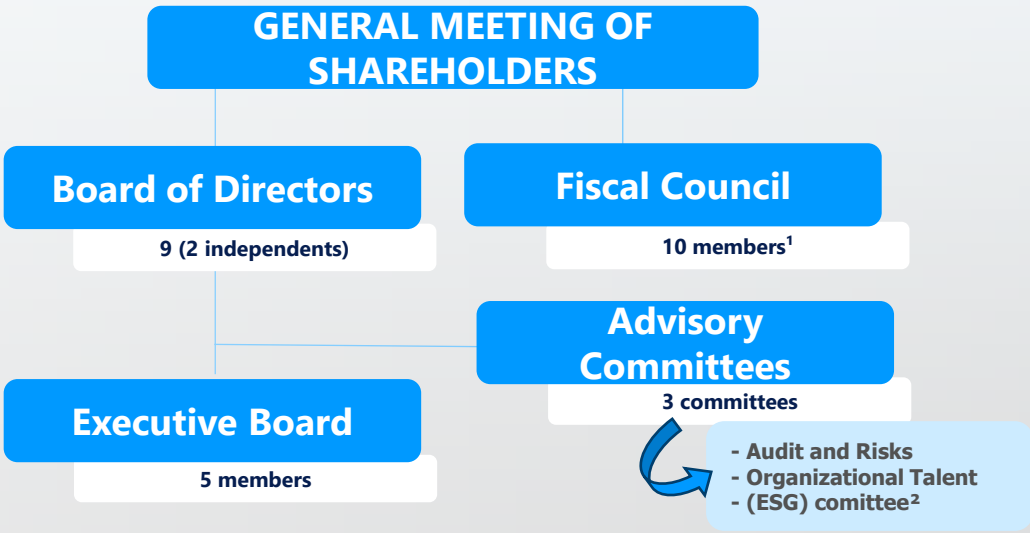 GENERAL MEETING OF
SHAREHOLDERS
Board of Directors
9 (2 independents)
Fiscal Council
10 members¹
Advisory
Committees
3 committees
Executive Board
5 members
- Audit and Risks
- Organizational Talent
- (ESG) comittee²